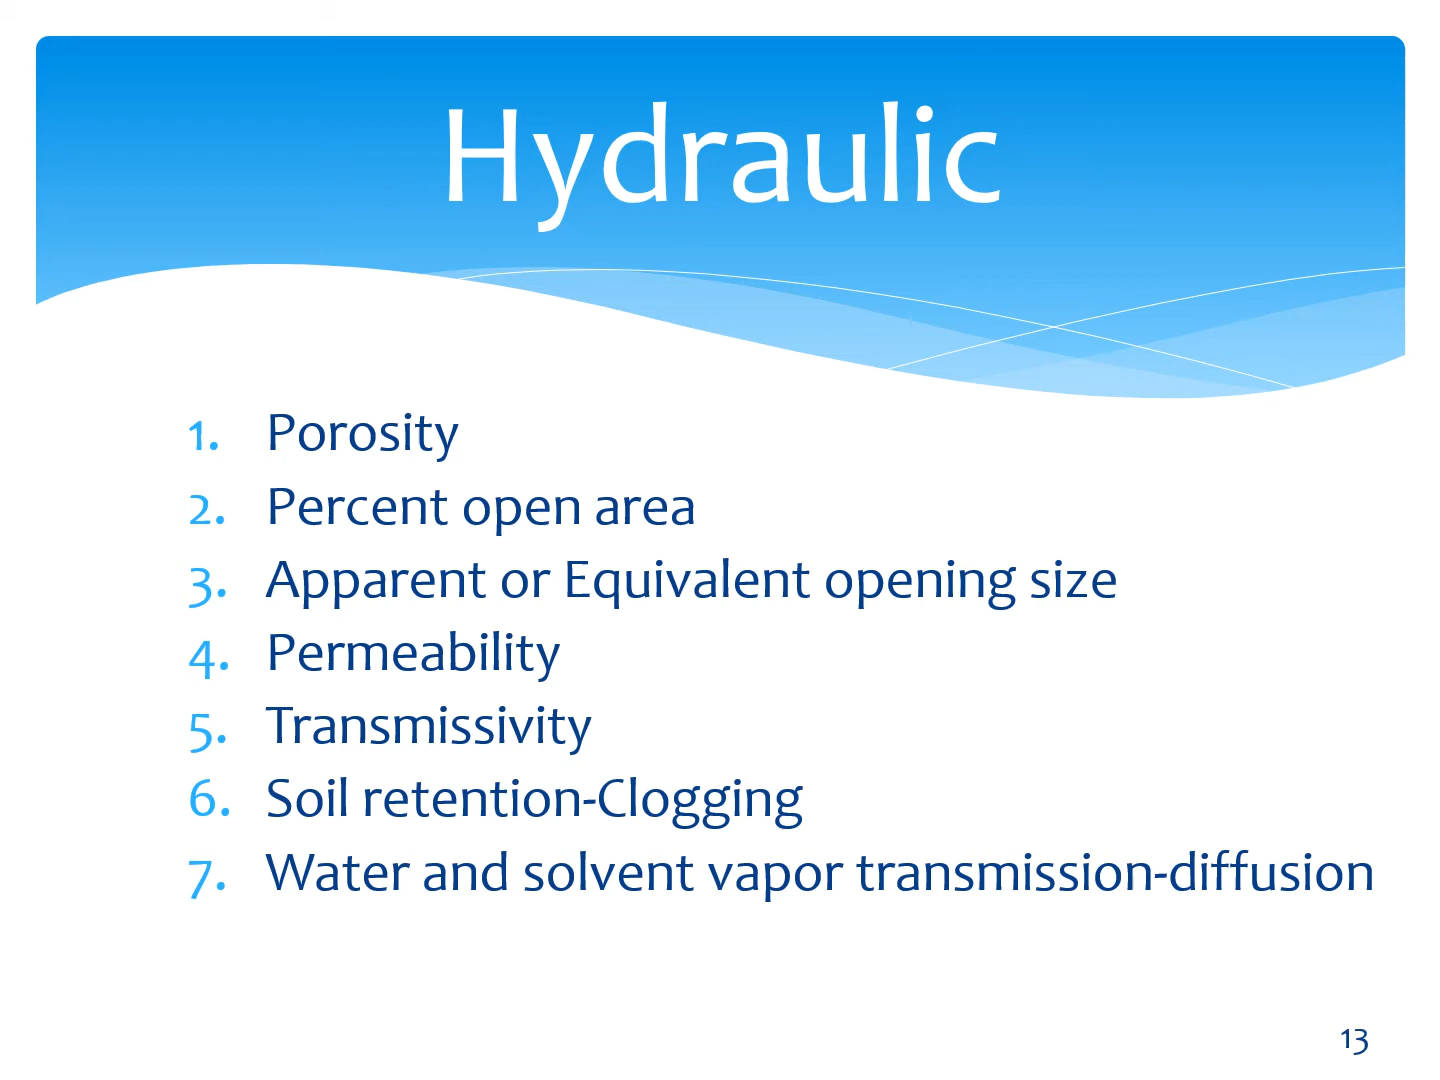 Hydraulic
1. Porosity
2. Percent open area
3. Apparent or Equivalent opening size
4. Permeability
5. Transmissivity
6. Soil retention-Clogging
7. Water and solvent vapor transmission-diffusion
13